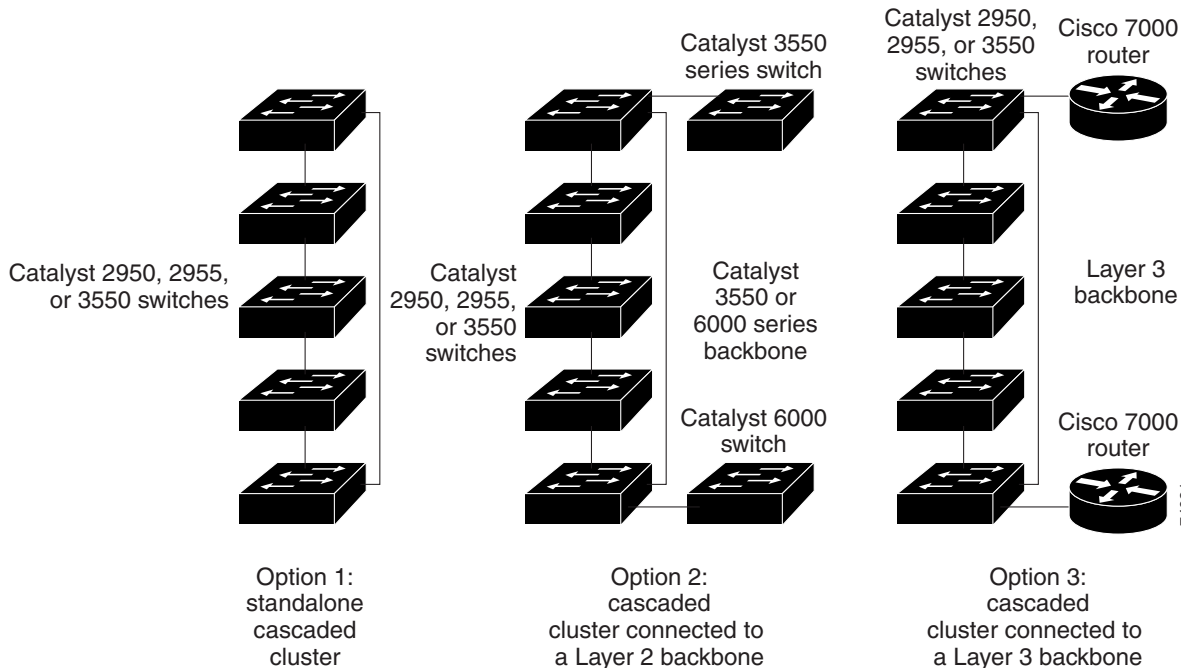 Catalyst 3550
series switch
Catalyst 2950,
2955, or 3550
switches
Cisco 7000
router
Catalyst 2950, 2955,
or 3550 switches
Catalyst
2950, 2955,
or 3550
switches
Catalyst
3550 or
6000 series
backbone
Layer 3
backbone
Catalyst 6000
switch
Cisco 7000
router
Option 1:
standalone
cascaded
cluster
Option 2:
cascaded
cluster connected to
a Layer 2 backbone
Option 3:
cascaded
cluster connected to
a Layer 3 backbone